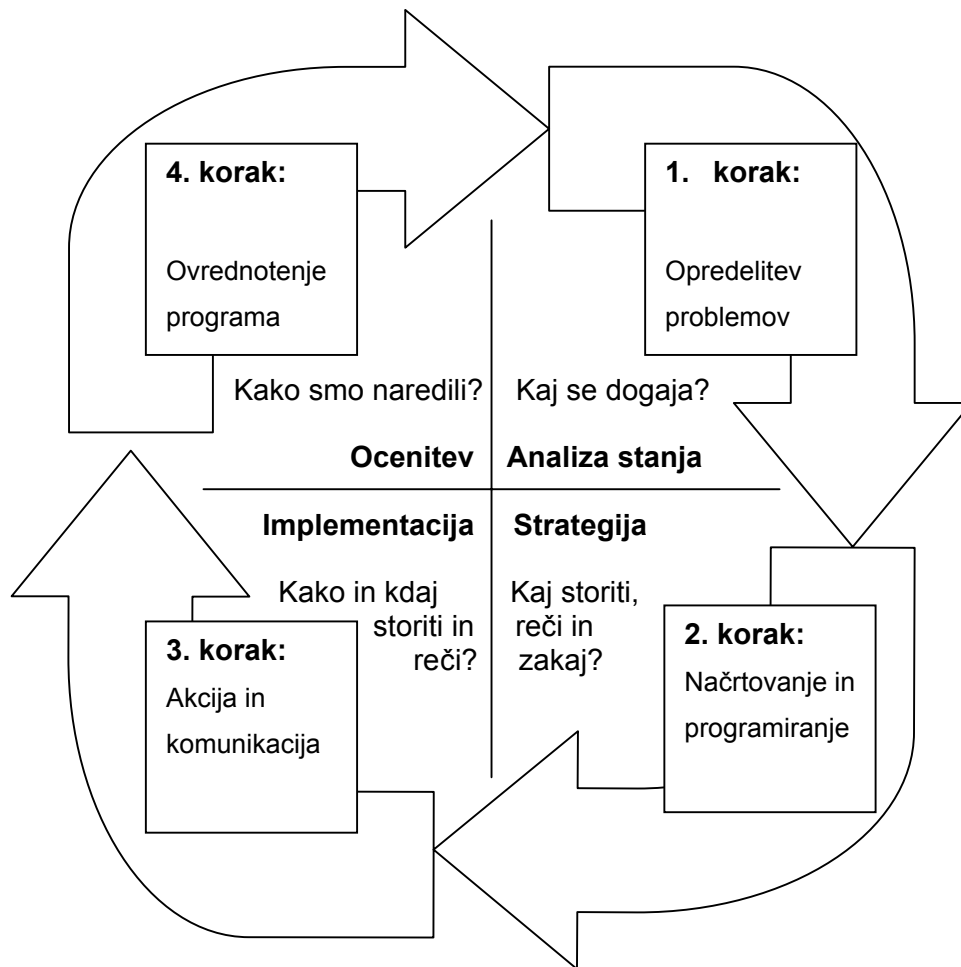 4. korak:
Ovrednotenje
programa
1. korak:
Opredelitev
problemov
Kako smo naredili?
Kaj se dogaja?
Ocenitev
Analiza stanja
Implementacija
Strategija
Kako in kdaj
storiti in
reči?
Kaj storiti,
reči in
zakaj?
3. korak:
Akcija in
komunikacija
2. korak:
Načrtovanje in
programiranje